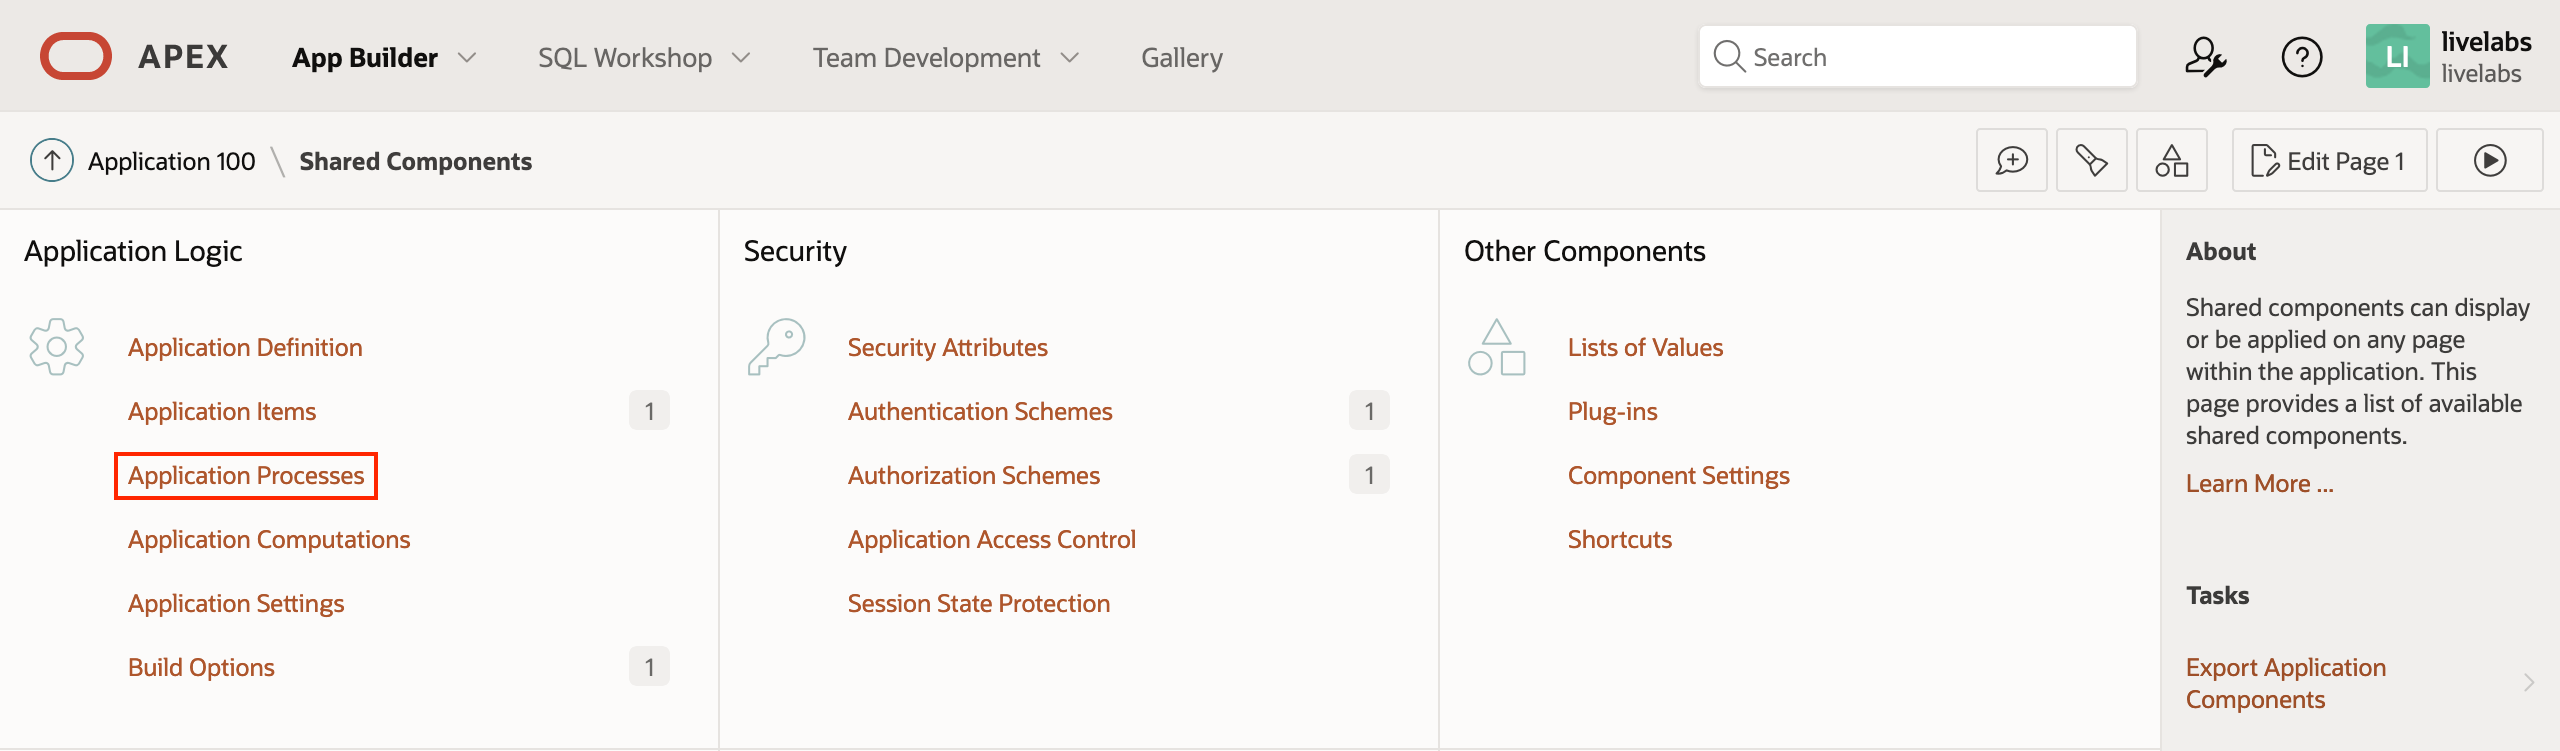 APEX
App Builder
SQL Workshop
Team Development
Gallery
Search
?
LI
livelabs
livelabs
Application 100 \ Shared Components
Edit Page 1
Application Logic
Application Definition
Application Items 1
Application Processes
Application Computations
Application Settings
Build Options 1
Security
Security Attributes
Authentication Schemes 1
Authorization Schemes 1
Application Access Control
Session State Protection
Other Components
Lists of Values
Plug-ins
Component Settings
Shortcuts
About
Shared components can display
or be applied on any page
within the application. This
page provides a list of available
shared components.
Learn More ...
Tasks
Export Application
Components